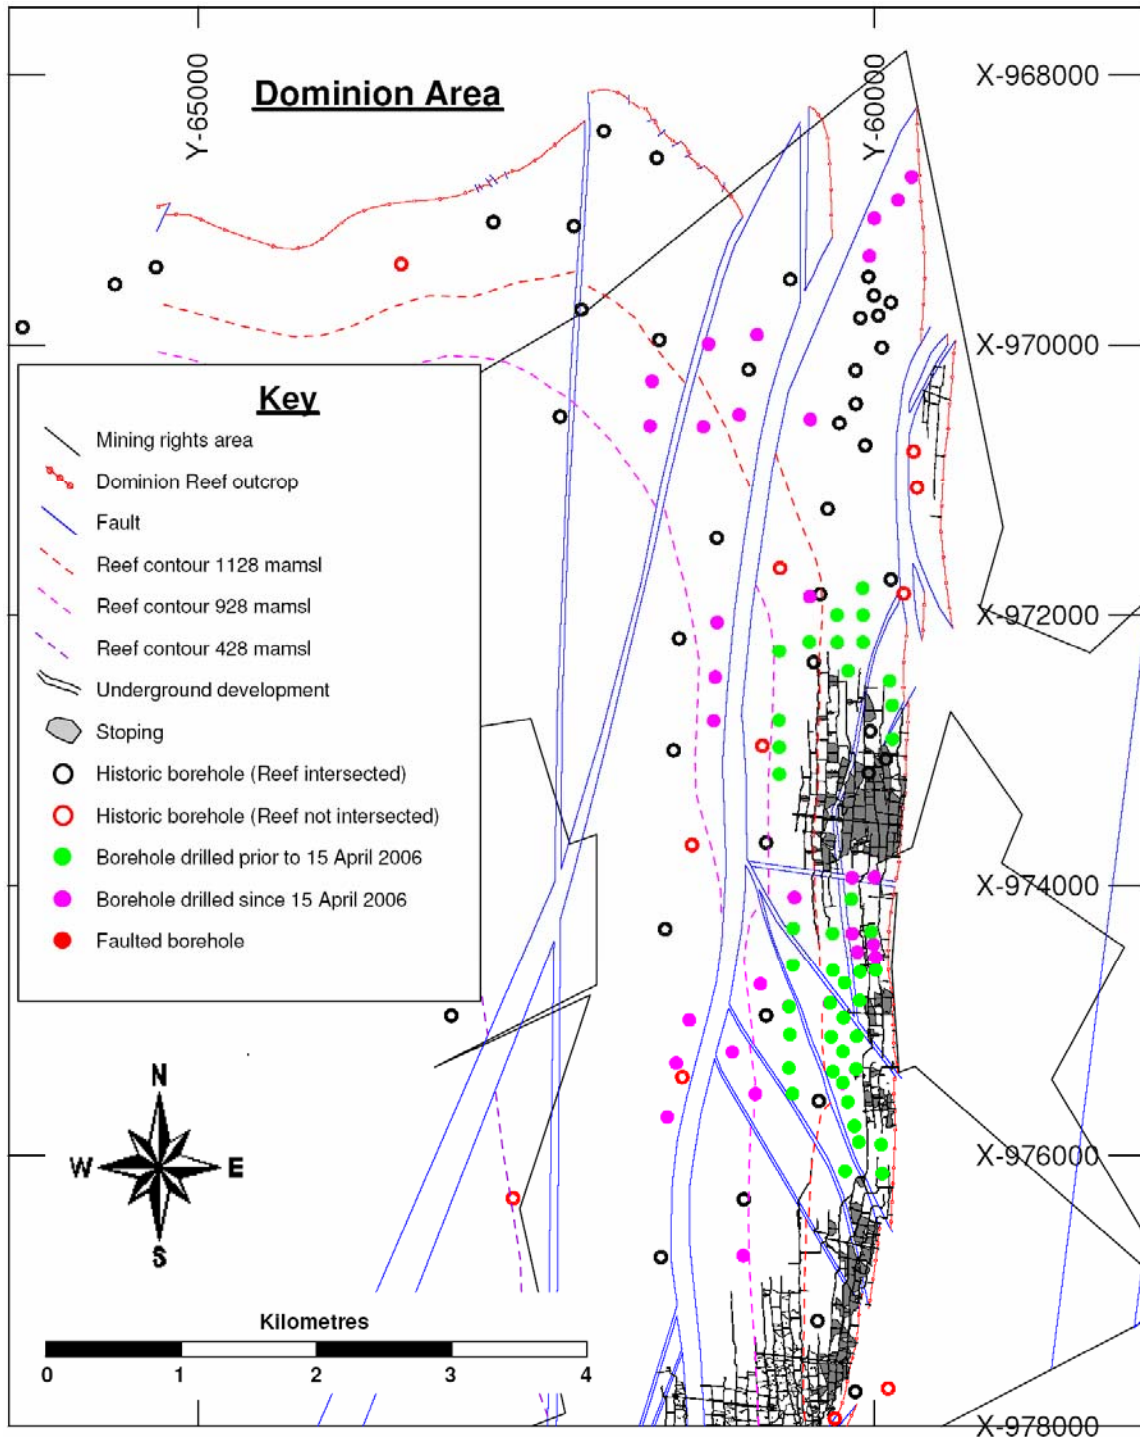 Dominion Area
Y-65000
Y-60000
X-968000
X-970000
X-972000
X-974000
X-976000
X-978000
Key
Mining rights area
Dominion Reef outcrop
Fault
Reef contour 1128 mamsl
Reef contour 928 mamsl
Reef contour 428 mamsl
Underground development
Stoping
Historic borehole (Reef intersected)
Historic borehole (Reef not intersected)
Borehole drilled prior to 15 April 2006
Borehole drilled since 15 April 2006
Faulted borehole
N
W E
S
Kilometres
0 1 2 3 4